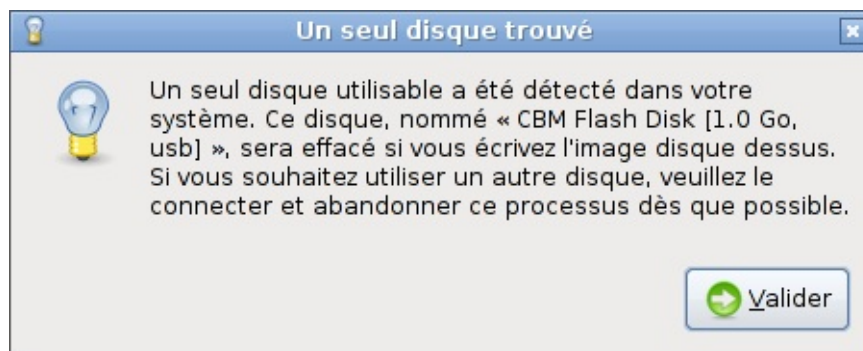 Un seul disque trouvé
Un seul disque utilisable a été détecté dans votre
système. Ce disque, nommé « CBM Flash Disk [1.0 Go,
usb] », sera effacé si vous écrivez l'image disque dessus.
Si vous souhaitez utiliser un autre disque, veuillez le
connecter et abandonner ce processus dès que possible.
Valider